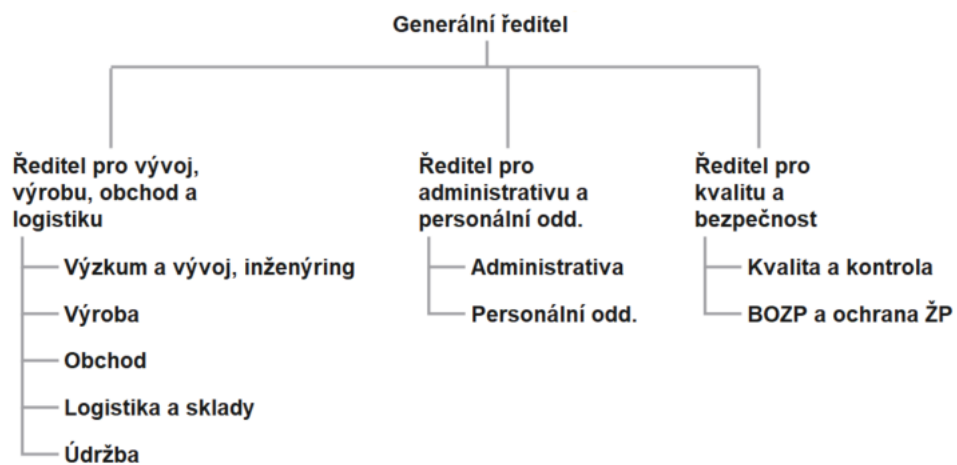 Generální ředitel
Ředitel pro vývoj,
výrobu, obchod a
logistiku
Výzkum a vývoj, inženýring
Výroba
Obchod
Logistika a sklady
Údržba
Ředitel pro
administrativu a
personální odd.
Administrativa
Personální odd.
Ředitel pro
kvalitu a
bezpečnost
Kvalita a kontrola
BOZP a ochrana ŽP